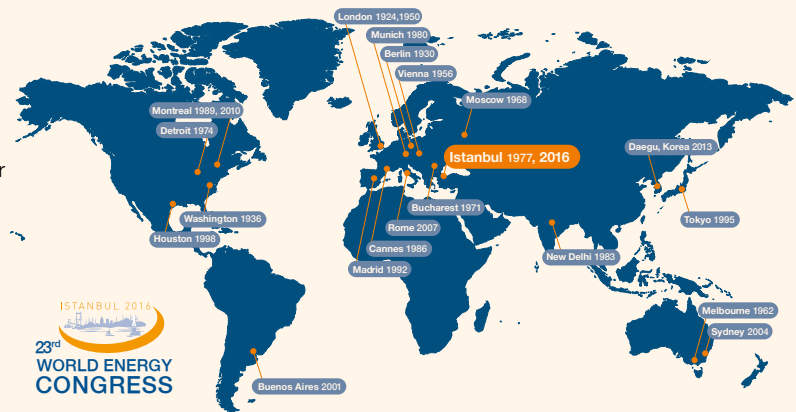 London 1924,1950
Munich 1980
Berlin 1930
Vienna 1956
Moscow 1968
Montreal 1989, 2010
Detroit 1974
Daegu, Korea 2013
Istanbul 1977, 2016
r
Bucharest 1971
Washington 1936
Tokyo 1995
Rome 2007
Houston 1998
Cannes 1986
New Delhi 1983
Madrid 1992
ISTANBUL 2016
Melbourne 1962
Sydney 2004
23rd
WORLD ENERGY
CONGRESS
Buenos Aires 2001